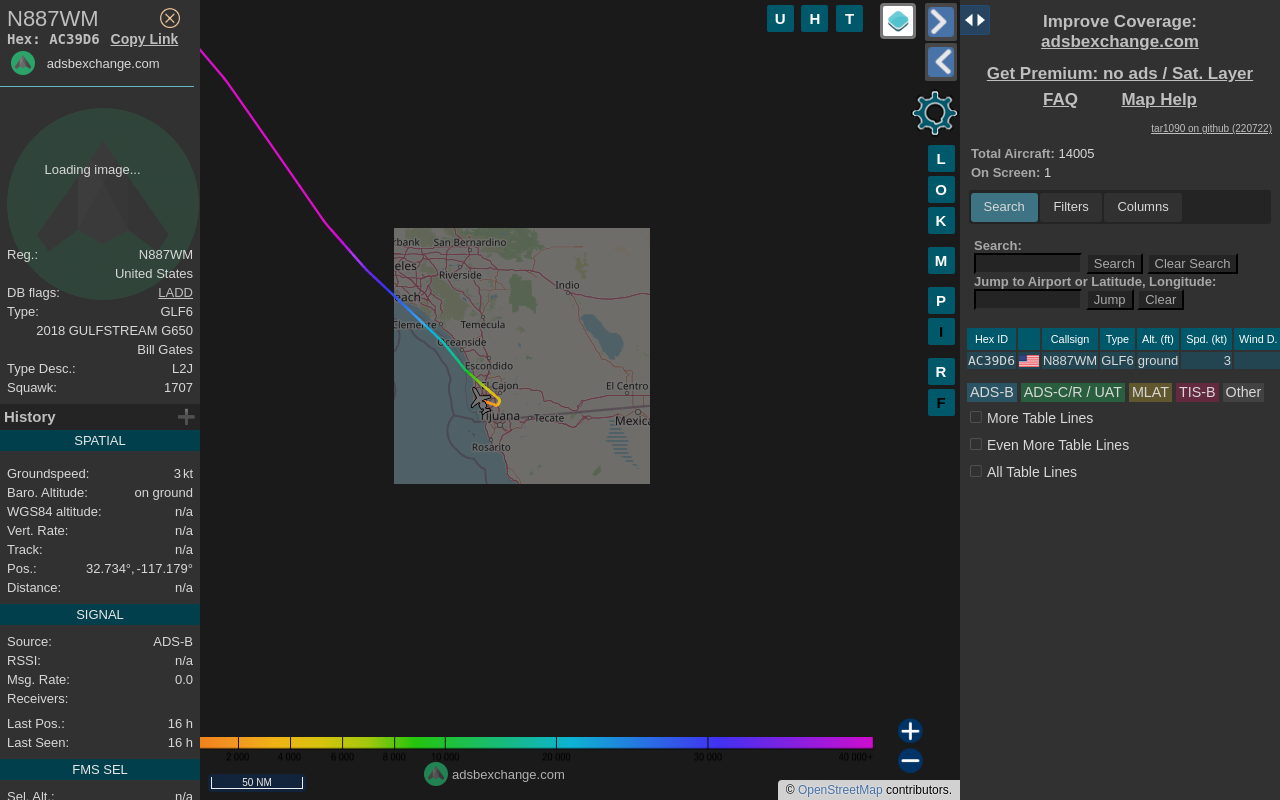 N887WM
Hex: AC39D6 Copy Link
adsbexchange.com
Loading image...
Reg.: N887WM
United States
DB flags: LADD
Type: GLF6
2018 GULFSTREAM G650
Bill Gates
Type Desc.: L2J
Squawk: 1707
History
SPATIAL
Groundspeed: 3 kt
Baro. Altitude: on ground
WGS84 altitude: n/a
Vert. Rate: n/a
Track: n/a
Pos.: 32.734°, -117.179°
Distance: n/a
SIGNAL
Source: ADS-B
RSSI: n/a
Msg. Rate: 0.0
Receivers:
Last Pos.: 16 h
Last Seen: 16 h
FMS SEL
Sel. Alt.: n/a
U H T
L
O
K
M
P
I
R
F
rbank San Bernardino
eles
Riverside
Indio
each
Clemente Temecula
Oceanside
Escondido
El Cajon
El Centro
Tijuana Tecate Mexica
Rosarito
2 000 4 000 6 000 8 000 10 000 20 000 30 000 40 000+
adsbexchange.com
50 NM
© OpenStreetMap contributors.
Improve Coverage:
adsbexchange.com
Get Premium: no ads / Sat. Layer
FAQ Map Help
tar1090 on github (220722)
Total Aircraft: 14005
On Screen: 1
Search Filters Columns
Search:
Search Clear Search
Jump to Airport or Latitude, Longitude:
Jump Clear
Hex ID Callsign Type Alt. (ft) Spd. (kt) Wind D.
AC39D6 N887WM GLF6 ground 3
ADS-B ADS-C/R / UAT MLAT TIS-B Other
More Table Lines
Even More Table Lines
All Table Lines